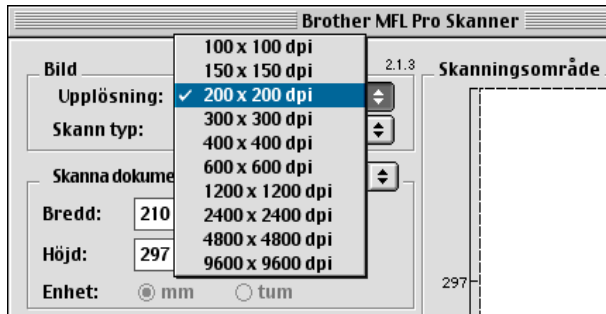 Brother MFL Pro Skanner
Bild
2.1.3
Skanningsområde
Upplösning:
100 x 100 dpi
150 x 150 dpi
✓ 200 x 200 dpi
300 x 300 dpi
400 x 400 dpi
600 x 600 dpi
1200 x 1200 dpi
2400 x 2400 dpi
4800 x 4800 dpi
9600 x 9600 dpi
Skann typ:
Skanna dokume
Bredd: 210
Höjd: 297
Enhet: mm tum
297